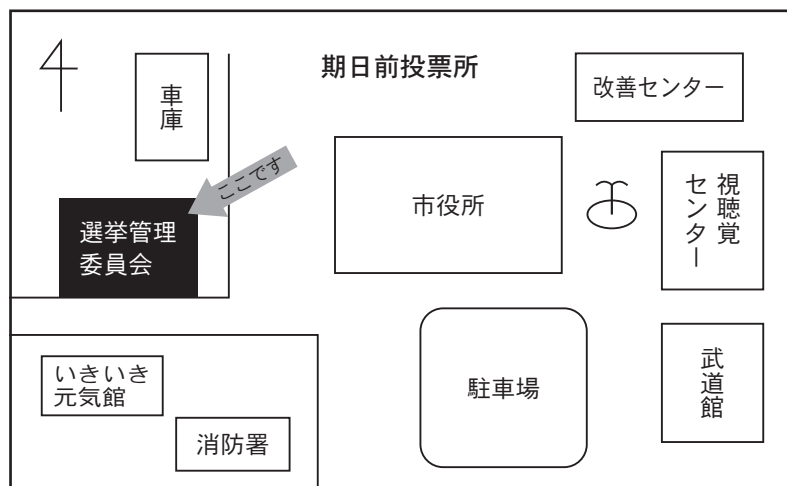 期日前投票所
車庫
改善センター
ここです
市役所
視聴覚
センター
選挙管理
委員会
いきいき
元気館
消防署
駐車場
武道館